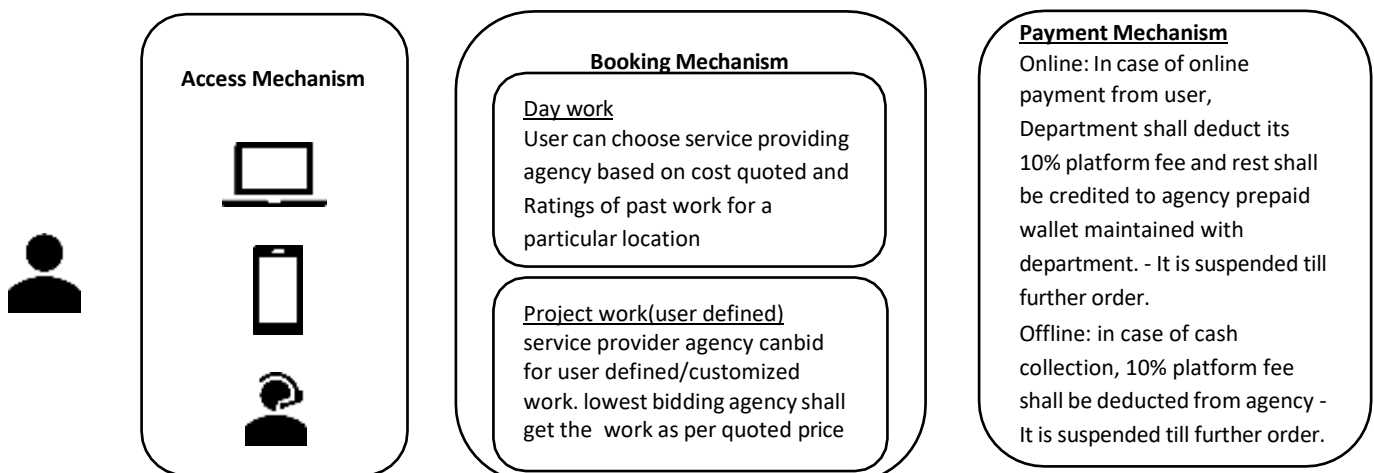 Access Mechanism
Booking Mechanism
Day work
User can choose service providing
agency based on cost quoted and
Ratings of past work for a
particular location
Project work(user defined)
service provider agency canbid
for user defined/customized
work. lowest bidding agency shall
get the work as per quoted price
Payment Mechanism
Online: In case of online
payment from user,
Department shall deduct its
10% platform fee and rest shall
be credited to agency prepaid
wallet maintained with
department. - It is suspended till
further order.
Offline: in case of cash
collection, 10% platform fee
shall be deducted from agency -
It is suspended till further order.